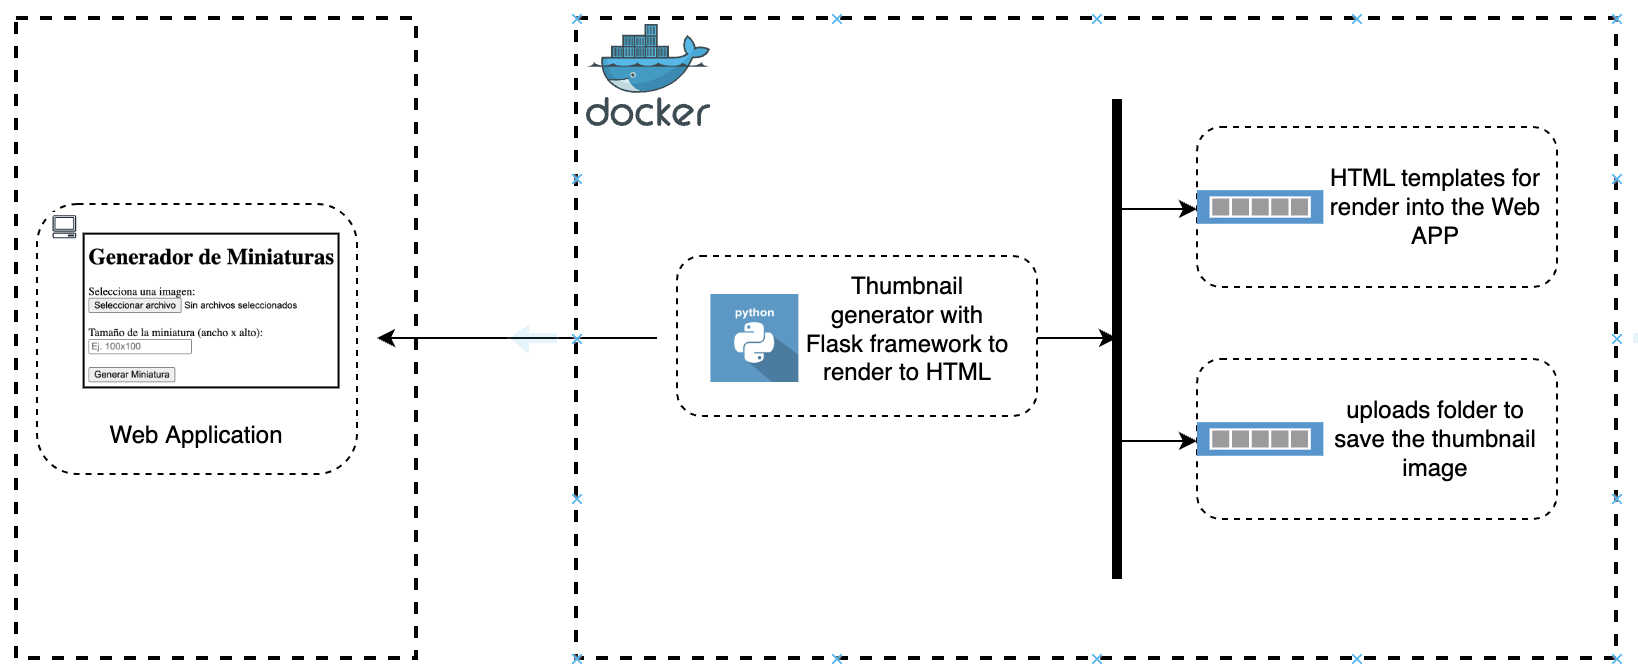 docker
Generador de Miniaturas
Selecciona una imagen:
Seleccionar archivo Sin archivos seleccionados
Tamaño de la miniatura (ancho x alto):
Ej. 100x100
Generar Miniatura
Web Application
python
Thumbnail
generator with
Flask framework to
render to HTML
HTML templates for
render into the Web
APP
uploads folder to
save the thumbnail
image